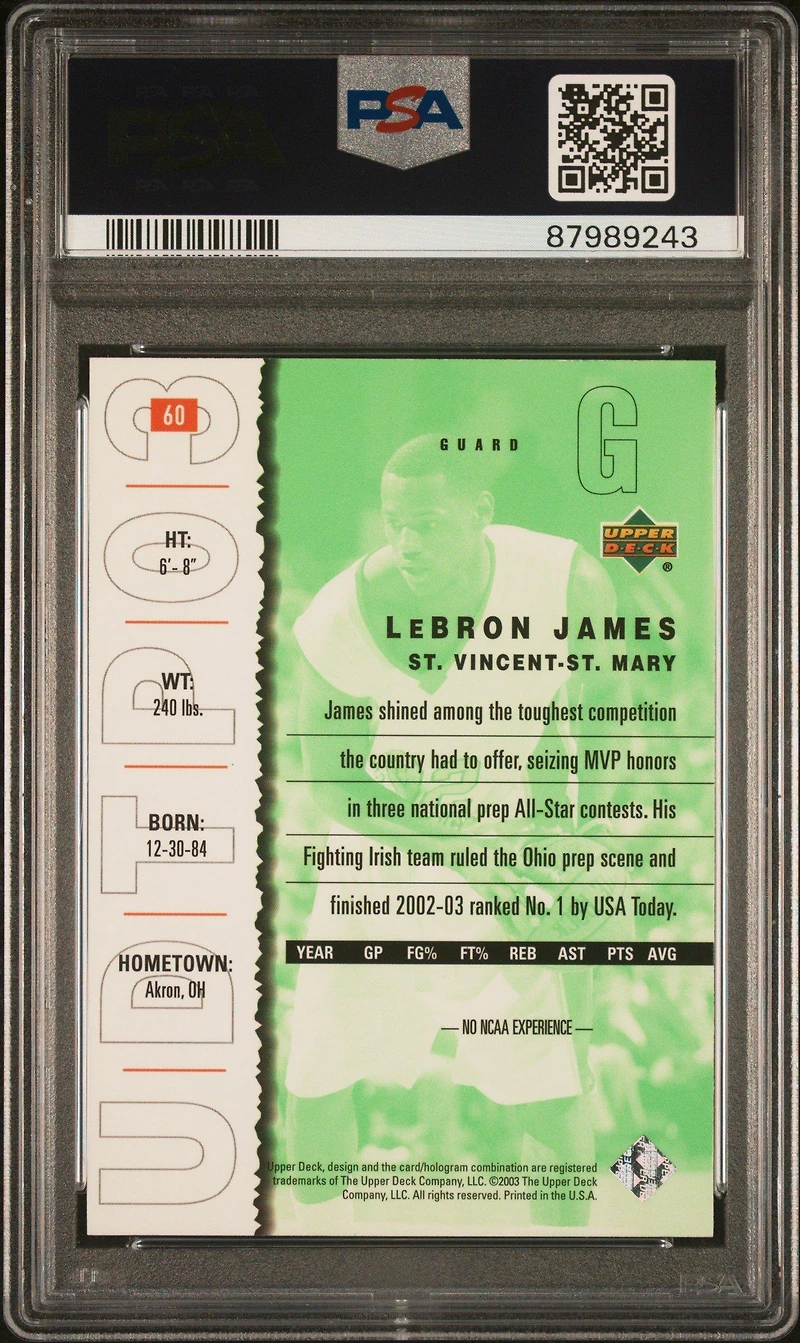 PSA
87989243
60
HT:
6'- 8"
WT:
240 lbs.
BORN:
12-30-84
HOMETOWN:
Akron, OH
UDTIP|O|3
G
GUARD
UPPER
D·E·C·K
®
LeBRON JAMES
ST. VINCENT-ST. MARY
James shined among the toughest competition
the country had to offer, seizing MVP honors
in three national prep All-Star contests. His
Fighting Irish team ruled the Ohio prep scene and
finished 2002-03 ranked No. 1 by USA Today.
YEAR GP FG% FT% REB AST PTS AVG
— NO NCAA EXPERIENCE —
Upper Deck, design and the card/hologram combination are registered
trademarks of The Upper Deck Company, LLC. ©2003 The Upper Deck
Company, LLC. All rights reserved. Printed in the U.S.A.
PSA